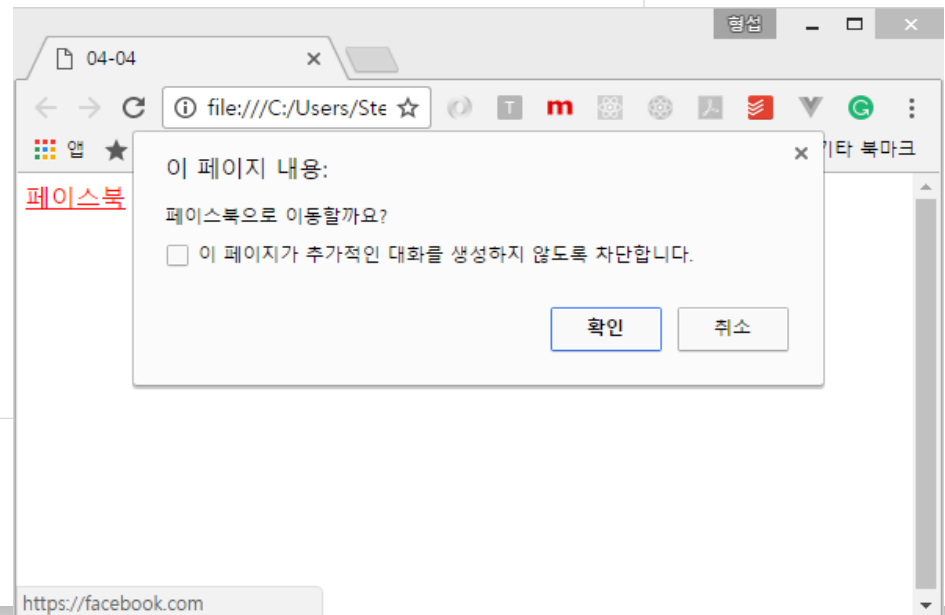 형섭
04-04
file:///C:/Users/Ste
앱
기타 북마크
페이스북
이 페이지 내용:
페이스북으로 이동할까요?
이 페이지가 추가적인 대화를 생성하지 않도록 차단합니다.
확인
취소
https://facebook.com